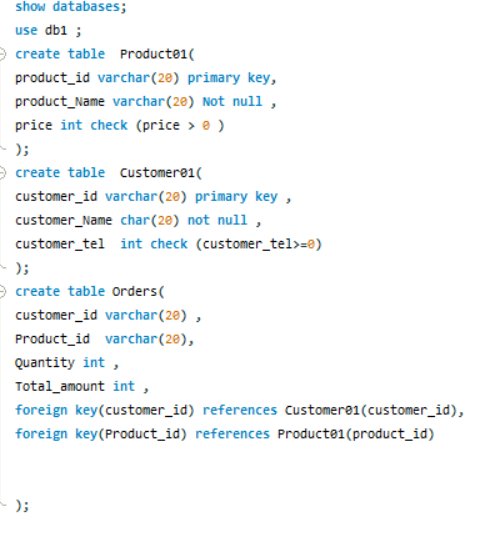 show databases;
use db1 ;
create table  Product01(
product_id varchar(20) primary key,
product_Name varchar(20) Not null ,
price int check (price > 0 )
);
create table  Customer01(
customer_id varchar(20) primary key ,
customer_Name char(20) not null ,
customer_tel  int check (customer_tel>=0)
);
create table Orders(
customer_id varchar(20) ,
Product_id  varchar(20),
Quantity int ,
Total_amount int ,
foreign key(customer_id) references Customer01(customer_id),
foreign key(Product_id) references Product01(product_id)
);